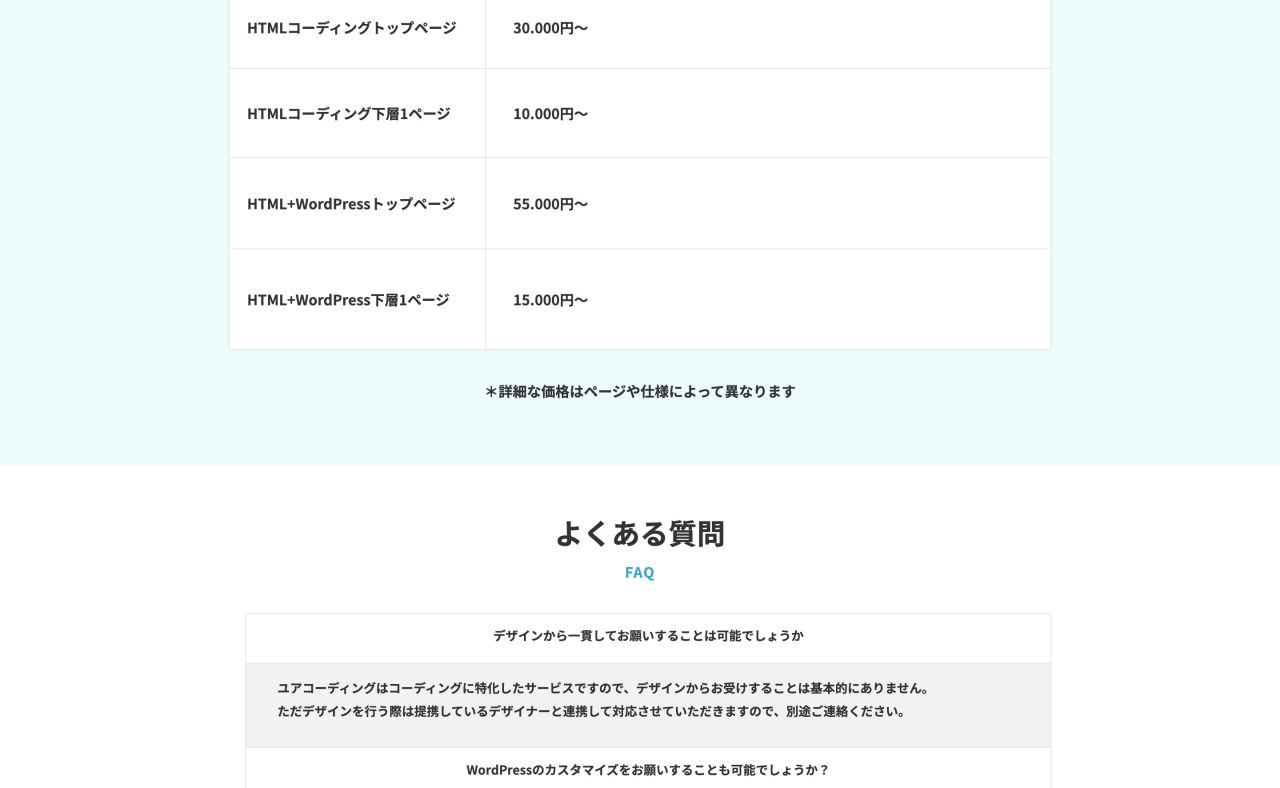 HTMLコーディングトップページ 30.000円〜
HTMLコーディング下層1ページ 10.000円〜
HTML+WordPressトップページ 55.000円〜
HTML+WordPress下層1ページ 15.000円〜
＊詳細な価格はページや仕様によって異なります
よくある質問
FAQ
デザインから一貫してお願いすることは可能でしょうか
ユアコーディングはコーディングに特化したサービスですので、デザインからお受けすることは基本的にありません。
ただデザインを行う際は提携しているデザイナーと連携して対応させていただきますので、別途ご連絡ください。
WordPressのカスタマイズをお願いすることも可能でしょうか？